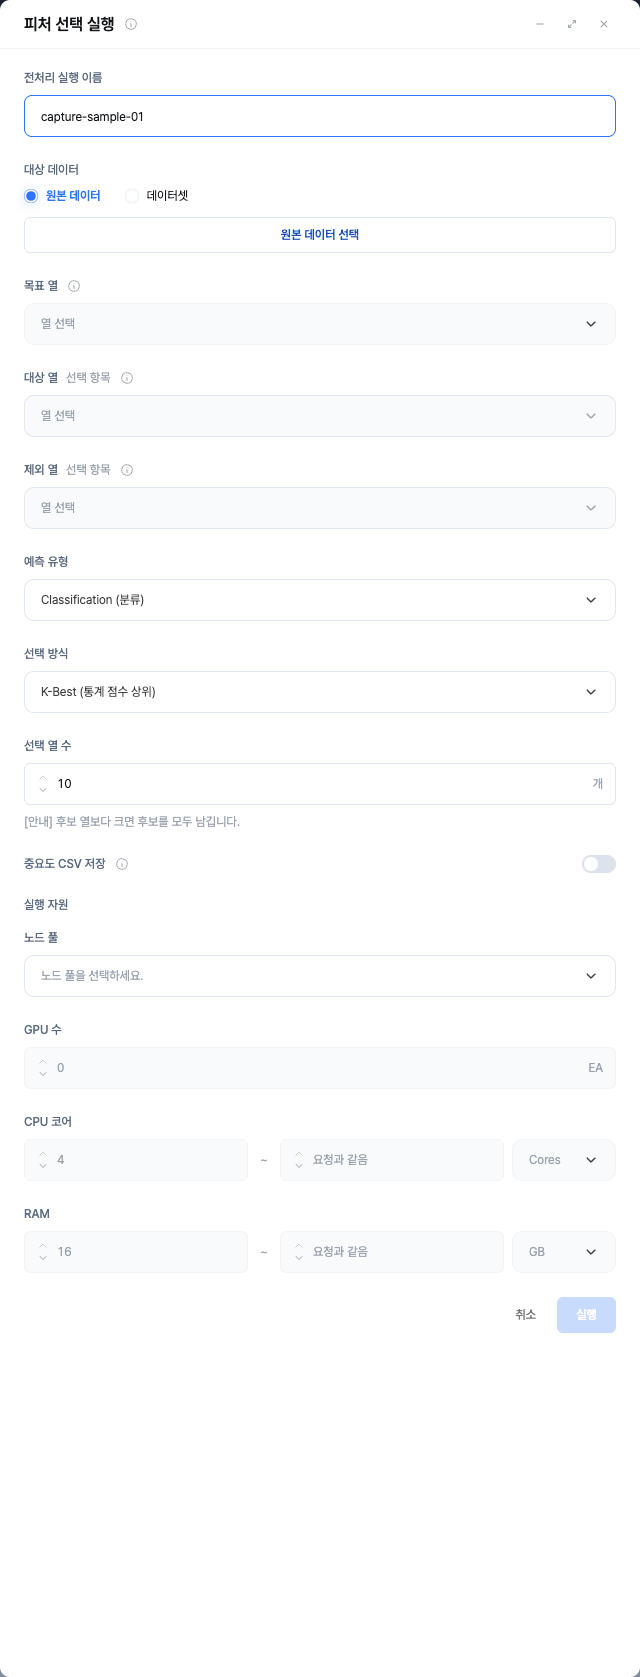 피처 선택 실행
전처리 실행 이름
capture-sample-01
대상 데이터
원본 데이터 데이터셋
원본 데이터 선택
목표 열
열 선택
대상 열 선택 항목
열 선택
제외 열 선택 항목
열 선택
예측 유형
Classification (분류)
선택 방식
K-Best (통계 점수 상위)
선택 열 수
10 개
[안내] 후보 열보다 크면 후보를 모두 남깁니다.
중요도 CSV 저장
실행 자원
노드 풀
노드 풀을 선택하세요.
GPU 수
0 EA
CPU 코어
4 ~ 요청과 같음 Cores
RAM
16 ~ 요청과 같음 GB
취소 실행